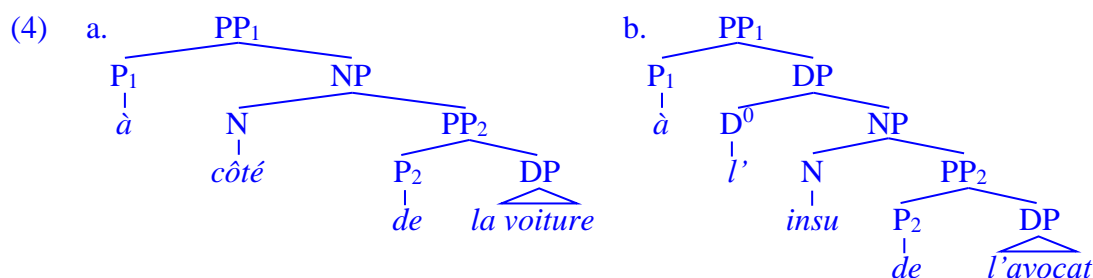 (4) a. PP₁ b. PP₁
P₁ NP P₁ DP
à N PP₂ à D⁰ NP
côté P₂ DP l’ N PP₂
de la voiture insu P₂ DP
de l’avocat